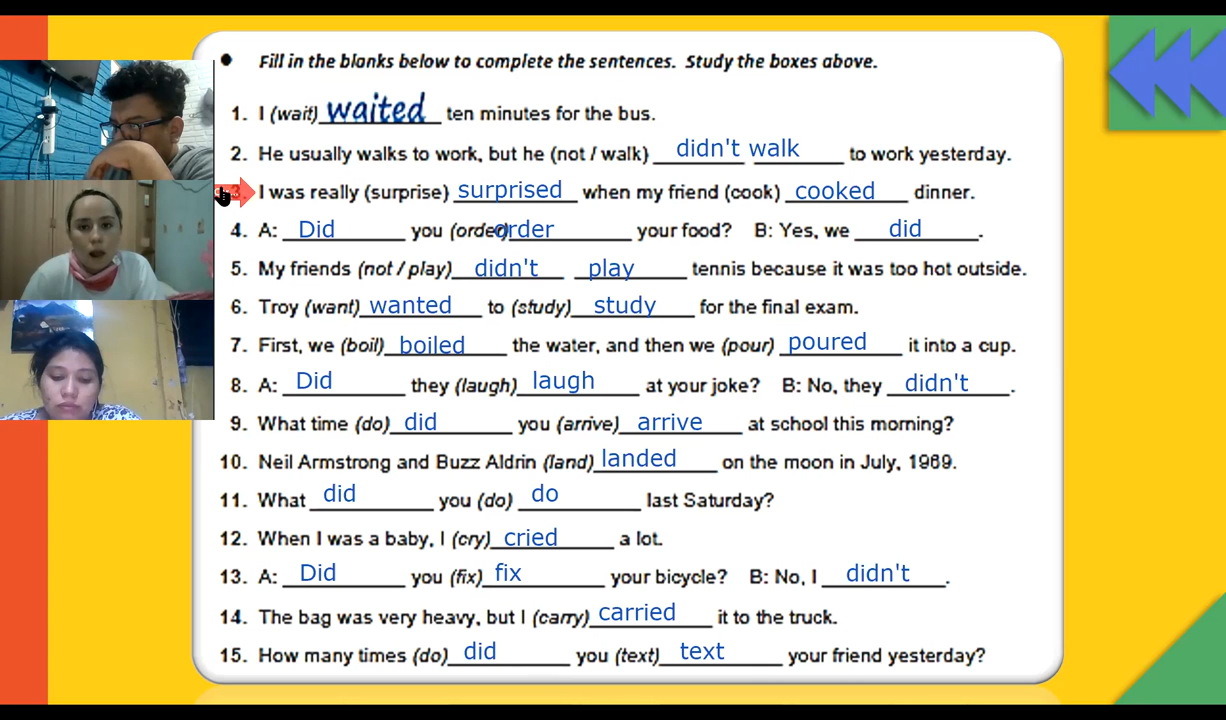 Fill in the blanks below to complete the sentences. Study the boxes above.
1. I (wait) waited ten minutes for the bus.
2. He usually walks to work, but he (not / walk) didn't walk to work yesterday.
I was really (surprise) surprised when my friend (cook) cooked dinner.
4. A: Did you (order) order your food? B: Yes, we did.
5. My friends (not / play) didn't play tennis because it was too hot outside.
6. Troy (want) wanted to (study) study for the final exam.
7. First, we (boil) boiled the water, and then we (pour) poured it into a cup.
8. A: Did they (laugh) laugh at your joke? B: No, they didn't.
9. What time (do) did you (arrive) arrive at school this morning?
10. Neil Armstrong and Buzz Aldrin (land) landed on the moon in July, 1969.
11. What did you (do) do last Saturday?
12. When I was a baby, I (cry) cried a lot.
13. A: Did you (fix) fix your bicycle? B: No, I didn't.
14. The bag was very heavy, but I (carry) carried it to the truck.
15. How many times (do) did you (text) text your friend yesterday?